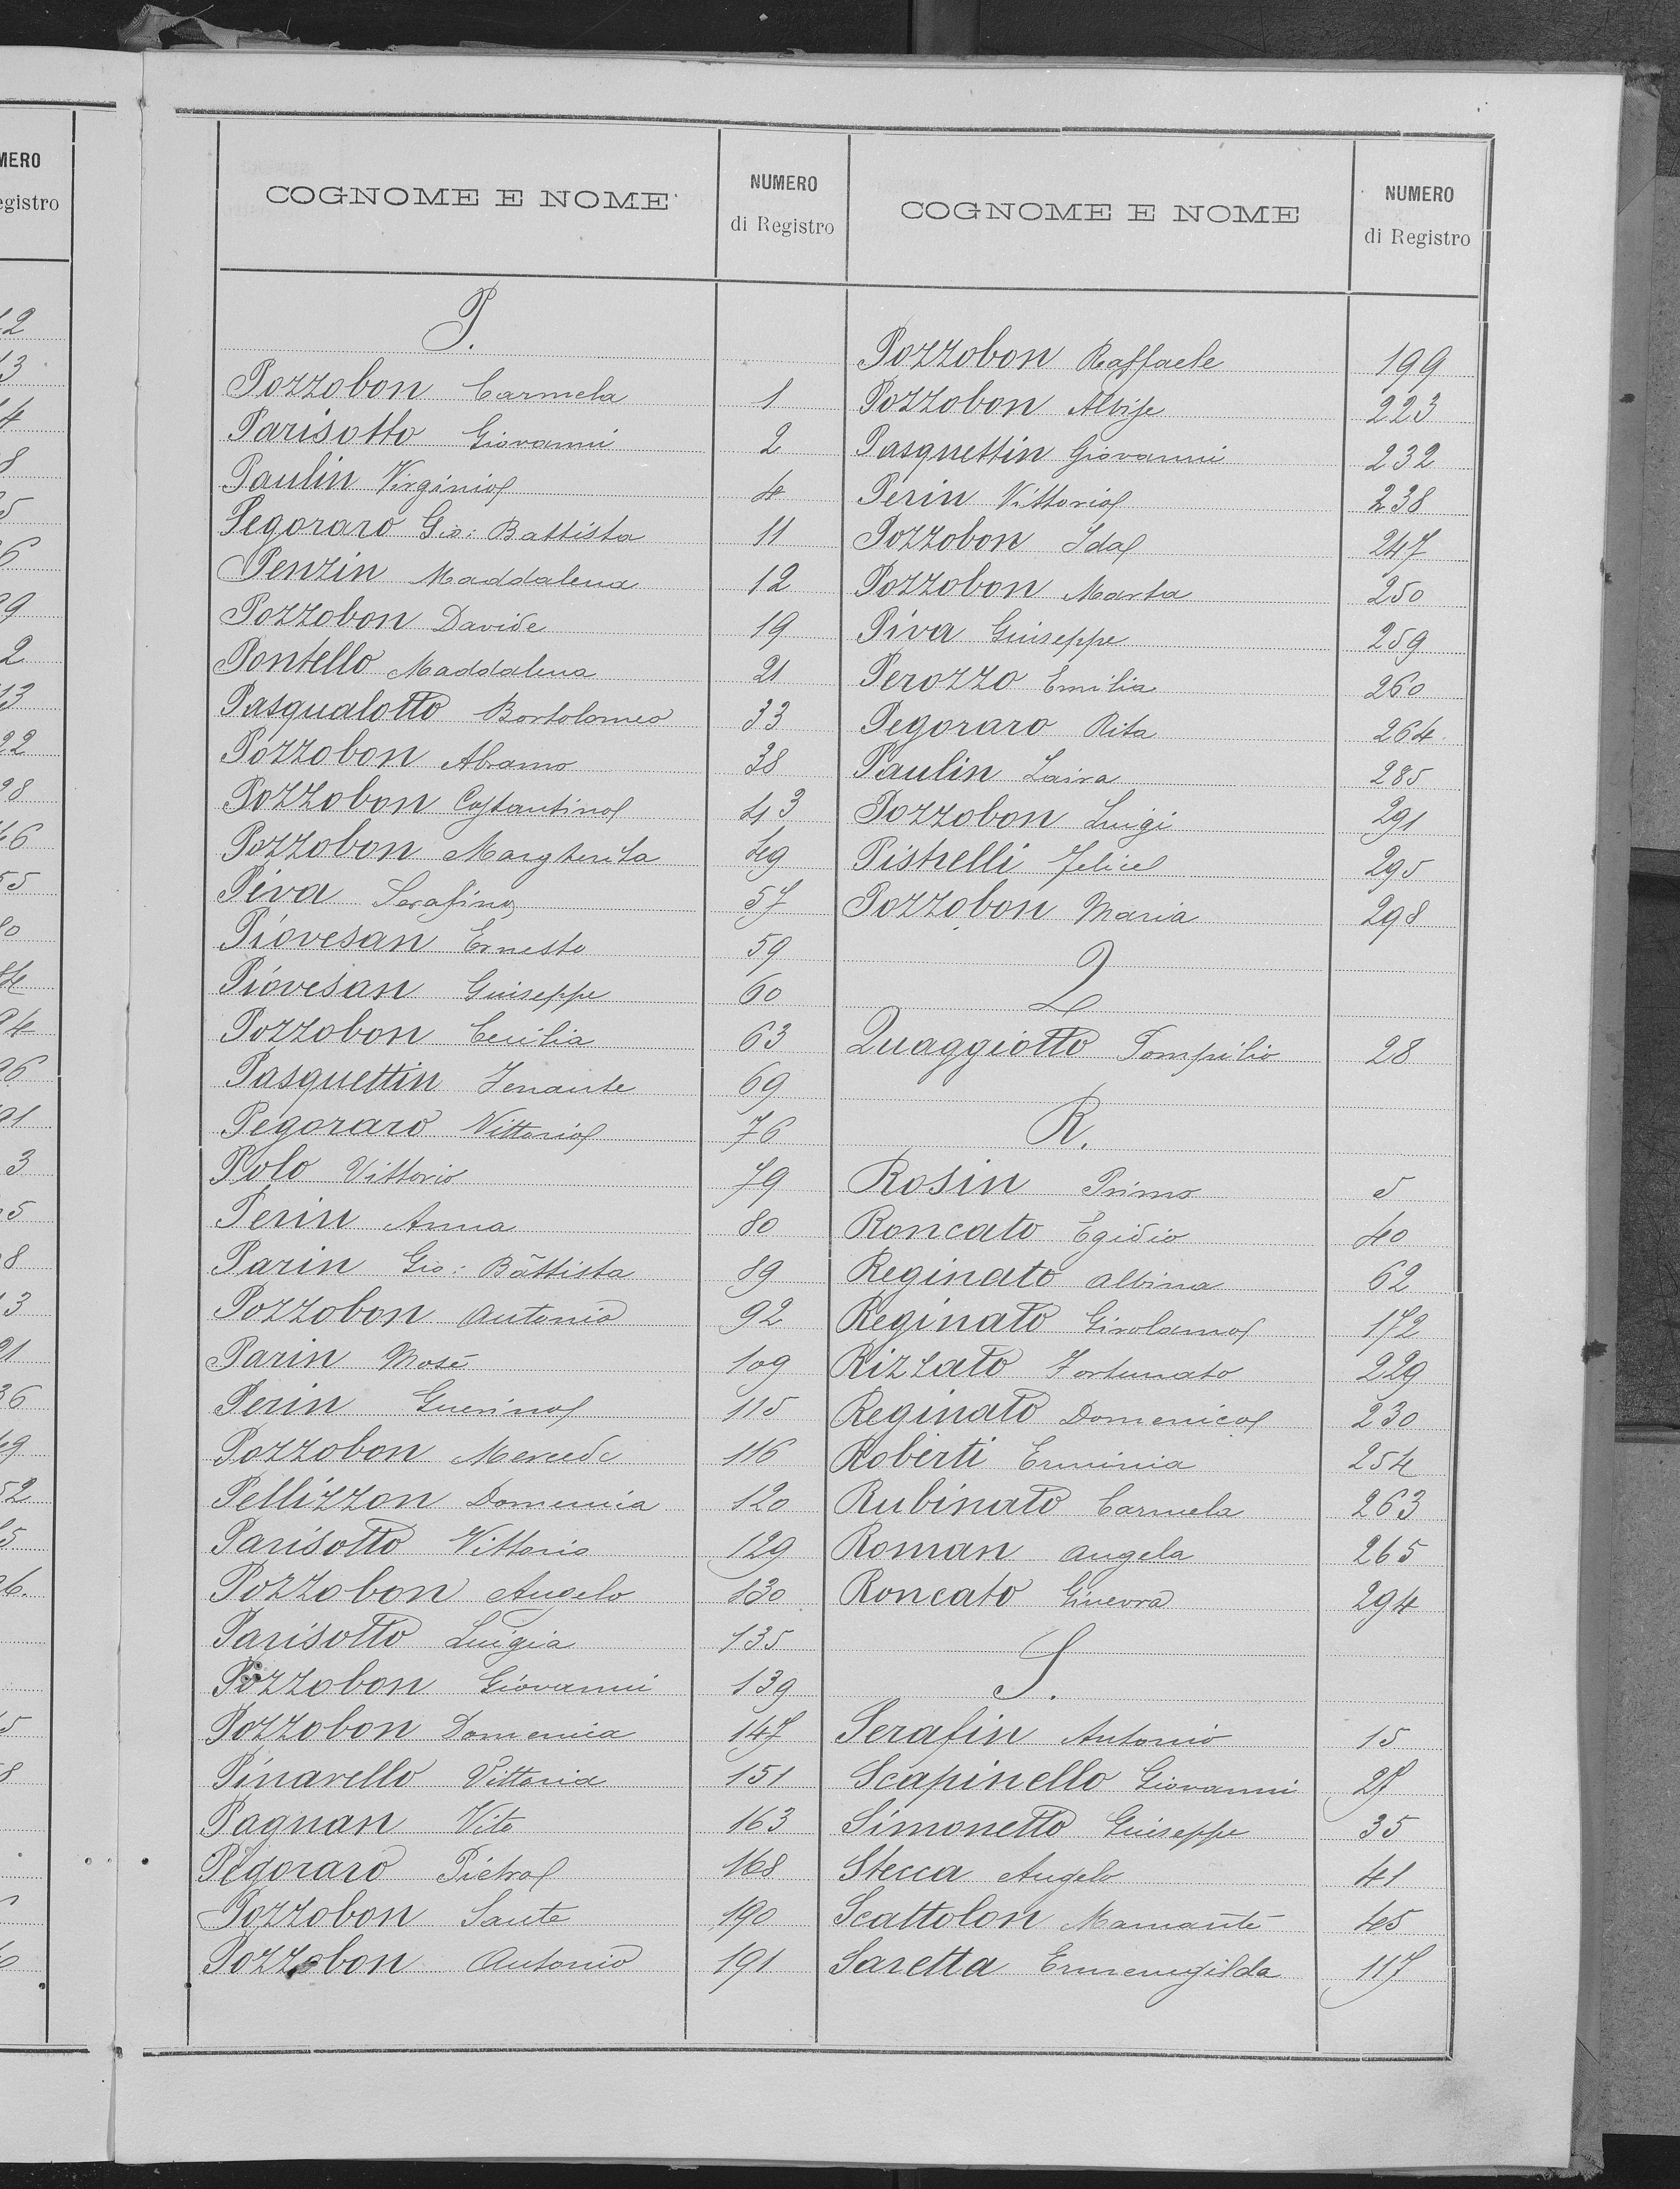 COGNOME E NOME
NUMERO
di Registro
P.
Pozzobon Carmela 1
Parisotto Giovanni 2
Paulin Virginio 4
Pegoraro Gio: Battista 11
Penzin Maddalena 12
Pozzobon Davide 19
Pontello Maddalena 21
Pasqualotto Bortolomeo 33
Pozzobon Abramo 38
Pozzobon Costantino 43
Pozzobon Margherita 49
Piva Serafino 57
Piovesan Ernesto 59
Piovesan Giuseppe 60
Pozzobon Cecilia 63
Pasquettin 69
Pegoraro Vittorio 76
Polo Vittorio 79
Perin Anna 80
Parin Gio: Battista 89
Pozzobon Antonio 92
Parin Mosè 109
Perin Guerino 115
Pozzobon Mercede 116
Pellizzon Domenica 120
Parisotto Vittorio 129
Pozzobon Angelo 130
Parisotto Luigia 135
Pozzobon Giovanni 139
Pozzobon Domenica 147
Pinarello Vittoria 151
Pagnan Vito 163
Pegoraro Pietro 168
Pozzobon Sante 190
Pozzobon Antonio 191
COGNOME E NOME
NUMERO
di Registro
Pozzobon Raffaele 199
Pozzobon Alvise 223
Pasquettin Giovanni 232
Perin Vittorio 238
Pozzobon Ida 247
Pozzobon Marta 250
Piva Giuseppe 259
Perozzo Emilia 260
Pegoraro Rita 264
Paulin 285
Pozzobon Luigi 291
Pistrelli Felice 295
Pozzobon Maria 298
Q
Quaggiotto Pompilio 28
R.
Rosin Primo 5
Roncato Egidio 40
Reginato Albina 62
Reginato Girolamo 172
Rizzato Fortunato 229
Reginato Domenico 230
Roberti Erminia 254
Rubinato Carmela 263
Roman Angela 265
Roncato Ginevra 294
S.
Serafin Antonio 15
Scapinello Giovanni
Simonetto Giuseppe 35
Stecca Angelo 41
Scattolon Mamante 45
Saretta Ermenegilda 117